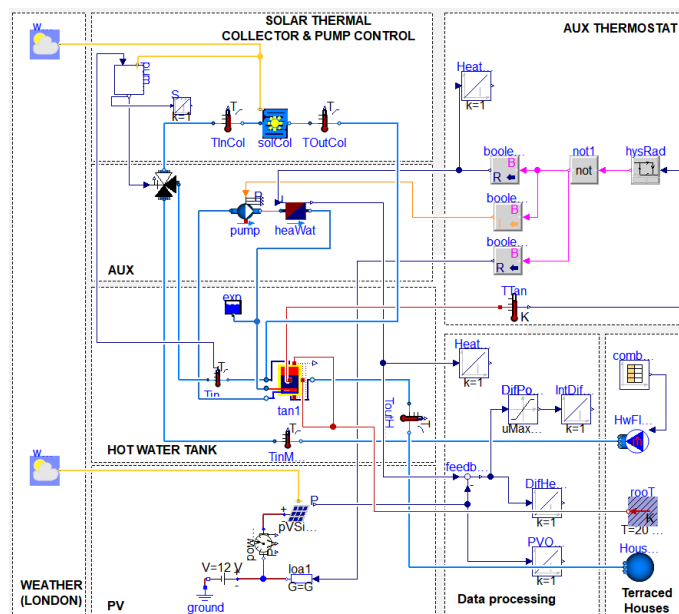 SOLAR THERMAL
COLLECTOR & PUMP CONTROL
AUX THERMOSTAT
W...
pum
S
k=1
T
TInCol
solCol
T
TOutCol
Heat...
k=1
boole...
B
R
not1
not
hysRad
boole...
B
I
boole...
B
R
pump
heaWat
AUX
TTan
K
exp
T
Tin
tan1
ToutH
T
T
TinM...
HOT WATER TANK
Heat...
k=1
DifPo...
uMax...
IntDif...
k=1
comb...
HwFl...
m
feedb...
DifHe...
k=1
rooT
K
T=20 ...
PVO...
k=1
Hous...
W...
P
pVSi...
pow
V=12 V
loa1
G=G
ground
WEATHER
(LONDON)
PV
Data processing
Terraced
Houses